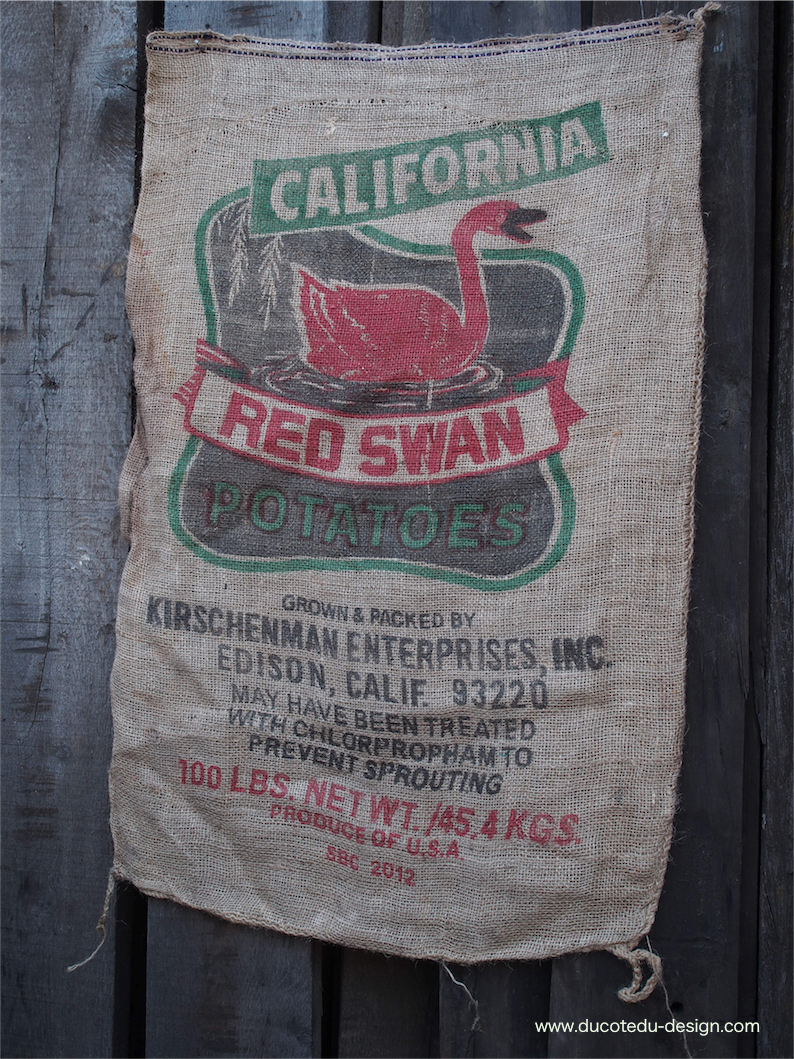 CALIFORNIA
RED SWAN
POTATOES
GROWN & PACKED BY
KIRSCHENMAN ENTERPRISES, INC.
EDISON, CALIF. 93220
MAY HAVE BEEN TREATED
WITH CHLORPROPHAM TO
PREVENT SPROUTING
100 LBS. NET WT. /45.4 KGS.
PRODUCE OF U.S.A.
SBC 2012
www.ducotedu-design.com